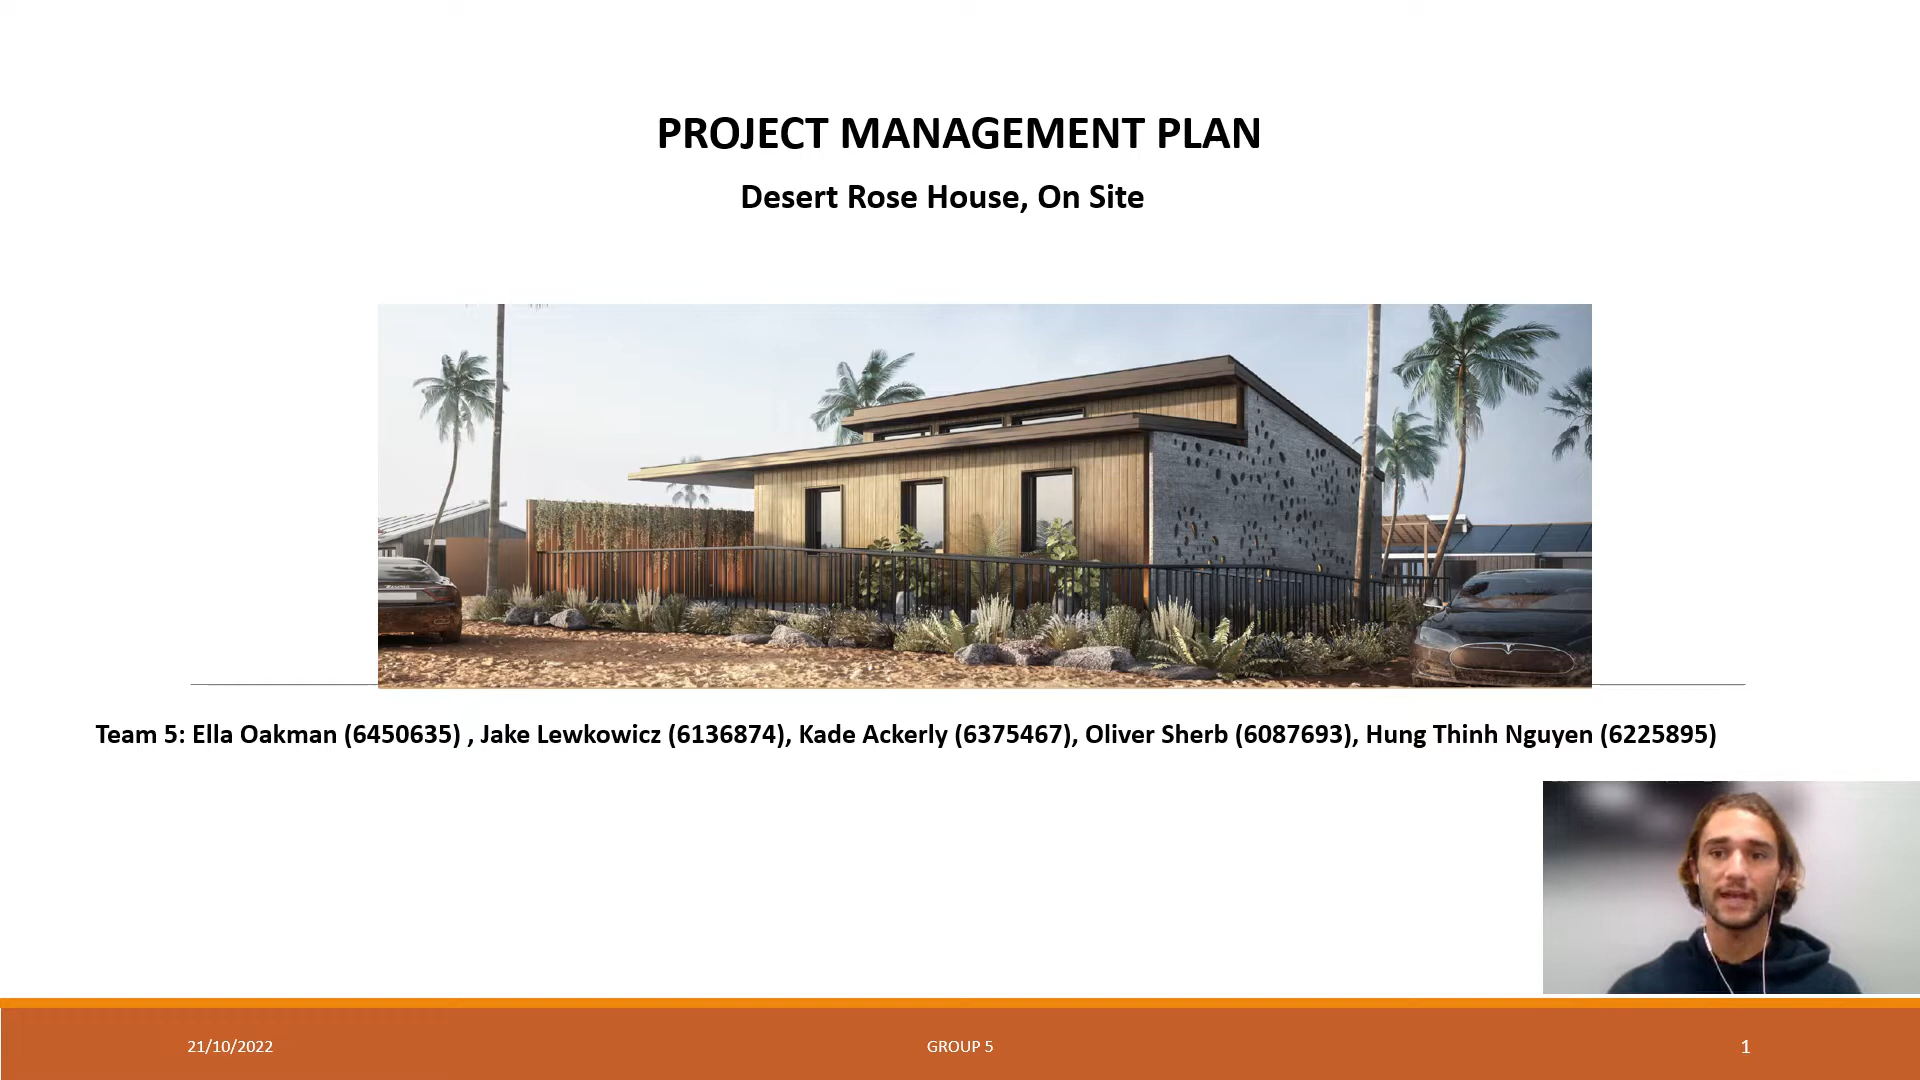 PROJECT MANAGEMENT PLAN
Desert Rose House, On Site
Team 5: Ella Oakman (6450635) , Jake Lewkowicz (6136874), Kade Ackerly (6375467), Oliver Sherb (6087693), Hung Thinh Nguyen (6225895)
21/10/2022
GROUP 5
1